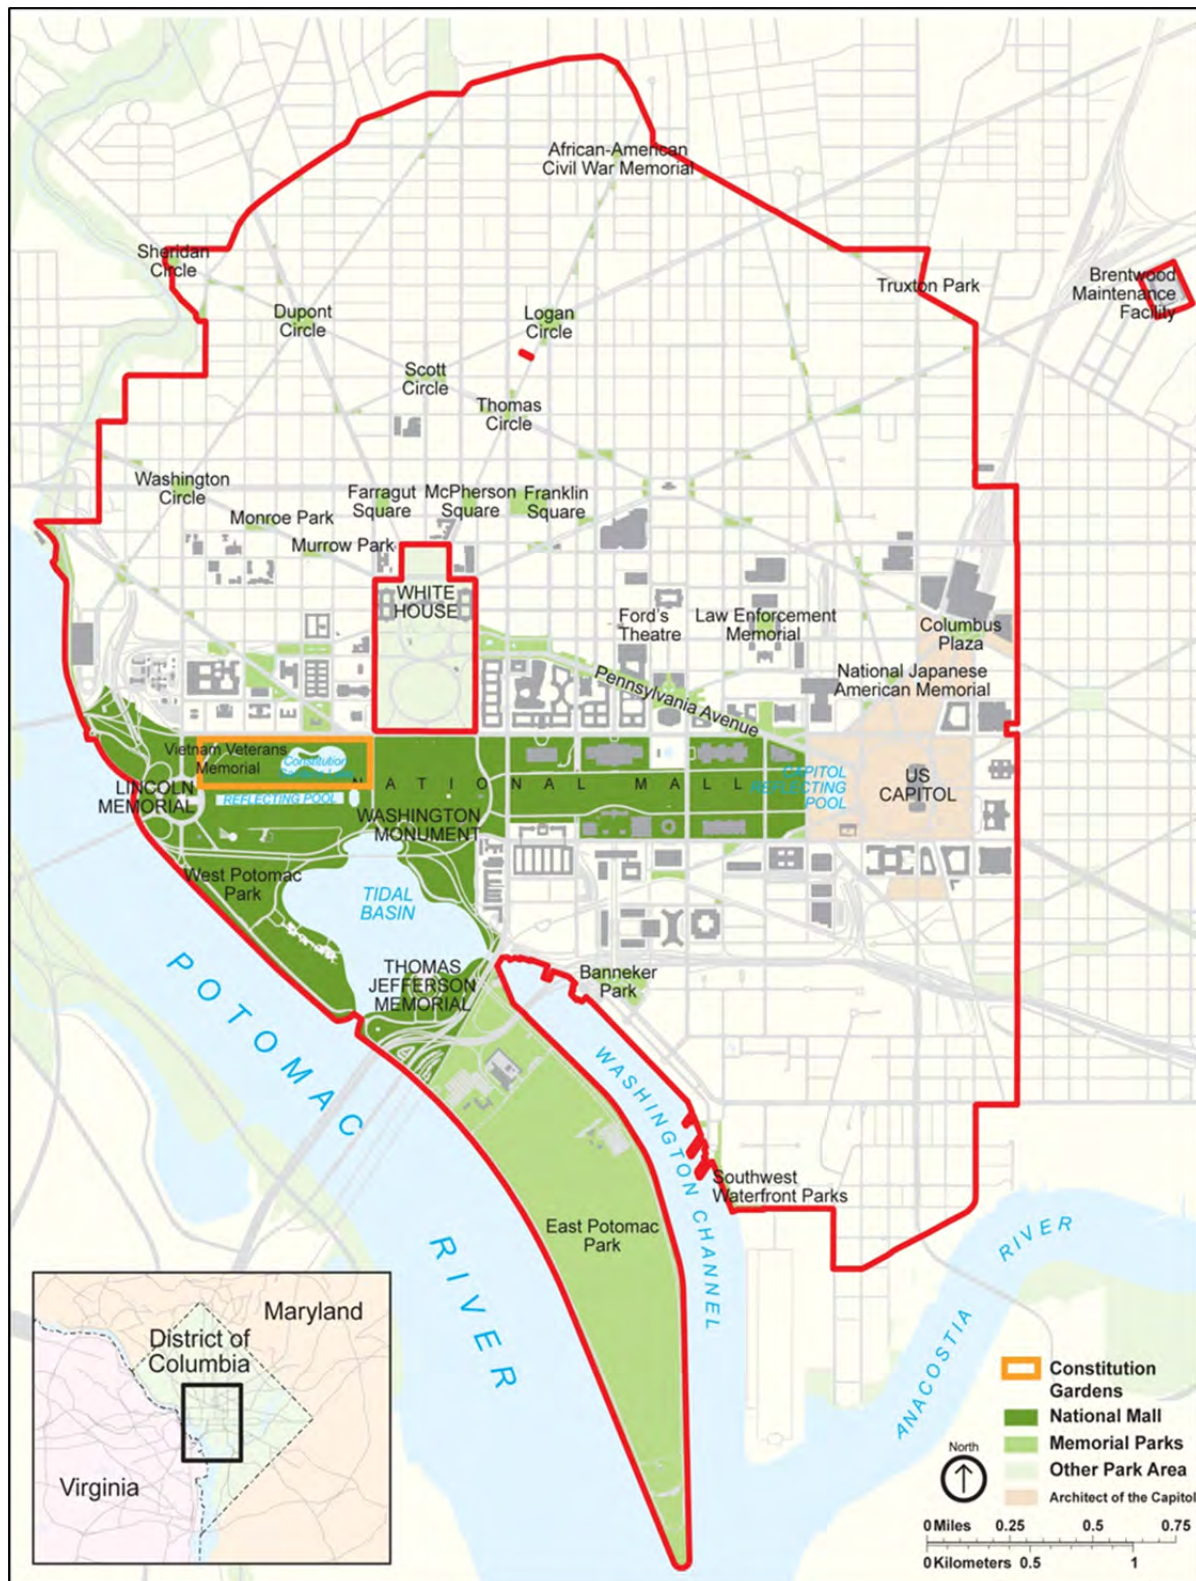 African-American
Civil War Memorial
Sheridan
Circle
Truxton Park
Brentwood
Maintenance
Facility
Dupont
Circle
Logan
Circle
Scott
Circle
Thomas
Circle
Washington
Circle
Farragut
Square
McPherson
Square
Franklin
Square
Monroe Park
Murrow Park
WHITE
HOUSE
Ford's
Theatre
Law Enforcement
Memorial
Columbus
Plaza
National Japanese
American Memorial
Pennsylvania Avenue
Vietnam Veterans
Memorial
Constitution
LINCOLN
MEMORIAL
REFLECTING POOL
NATIONAL MALL
WASHINGTON
MONUMENT
CAPITOL
REFLECTING
POOL
US
CAPITOL
West Potomac
Park
TIDAL
BASIN
THOMAS
JEFFERSON
MEMORIAL
Banneker
Park
POTOMAC
RIVER
WASHINGTON CHANNEL
Southwest
Waterfront Parks
East Potomac
Park
ANACOSTIA
RIVER
Maryland
District of
Columbia
Virginia
Constitution
Gardens
National Mall
Memorial Parks
Other Park Area
Architect of the Capitol
North
0 Miles 0.25 0.5 0.75
0 Kilometers 0.5 1